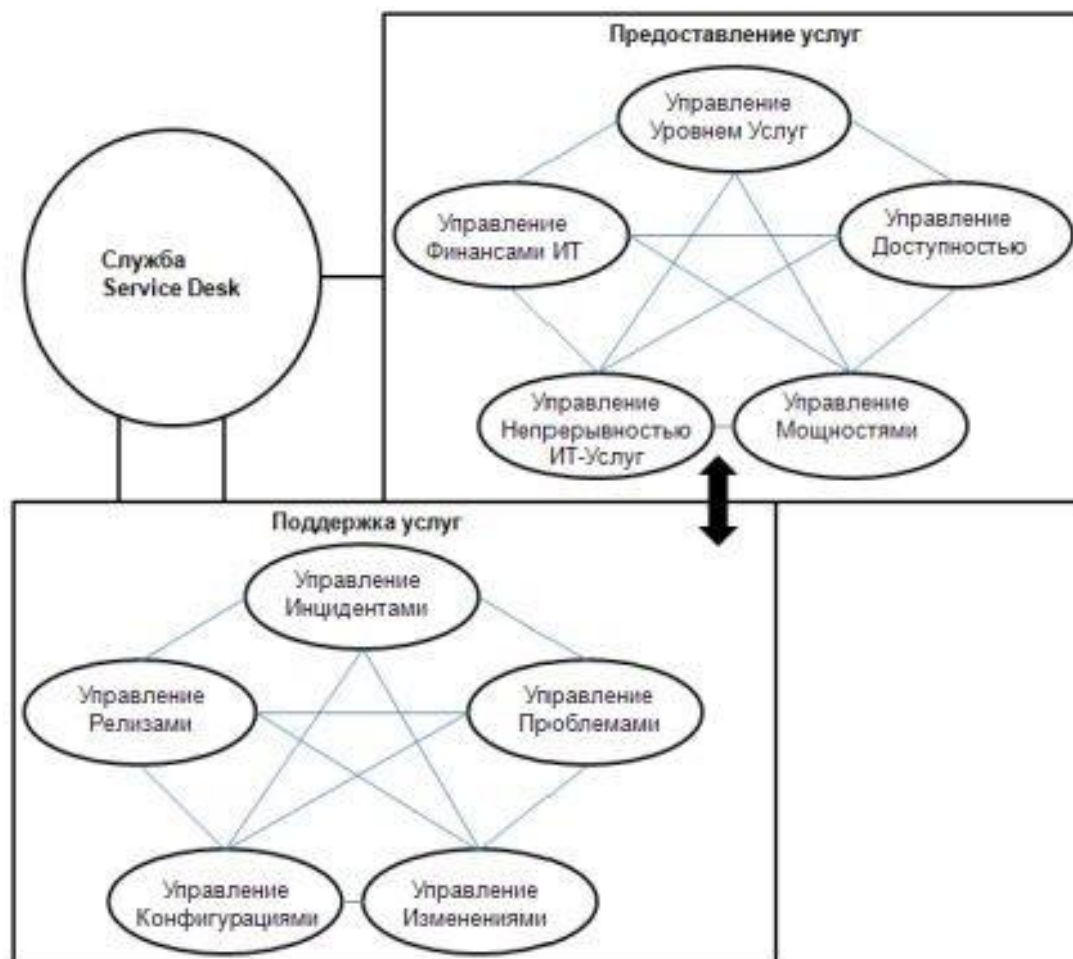 Предоставление услуг
Управление
Уровнем Услуг
Управление
Финансами ИТ
Управление
Доступностью
Служба
Service Desk
Управление
Непрерывностью
ИТ-Услуг
Управление
Мощностями
Поддержка услуг
Управление
Инцидентами
Управление
Релизами
Управление
Проблемами
Управление
Конфигурациями
Управление
Изменениями